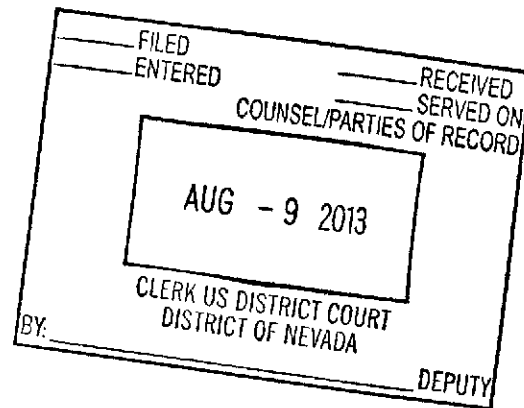 FILED
ENTERED
RECEIVED
SERVED ON
COUNSEL/PARTIES OF RECORD
AUG - 9 2013
CLERK US DISTRICT COURT
DISTRICT OF NEVADA
BY: DEPUTY